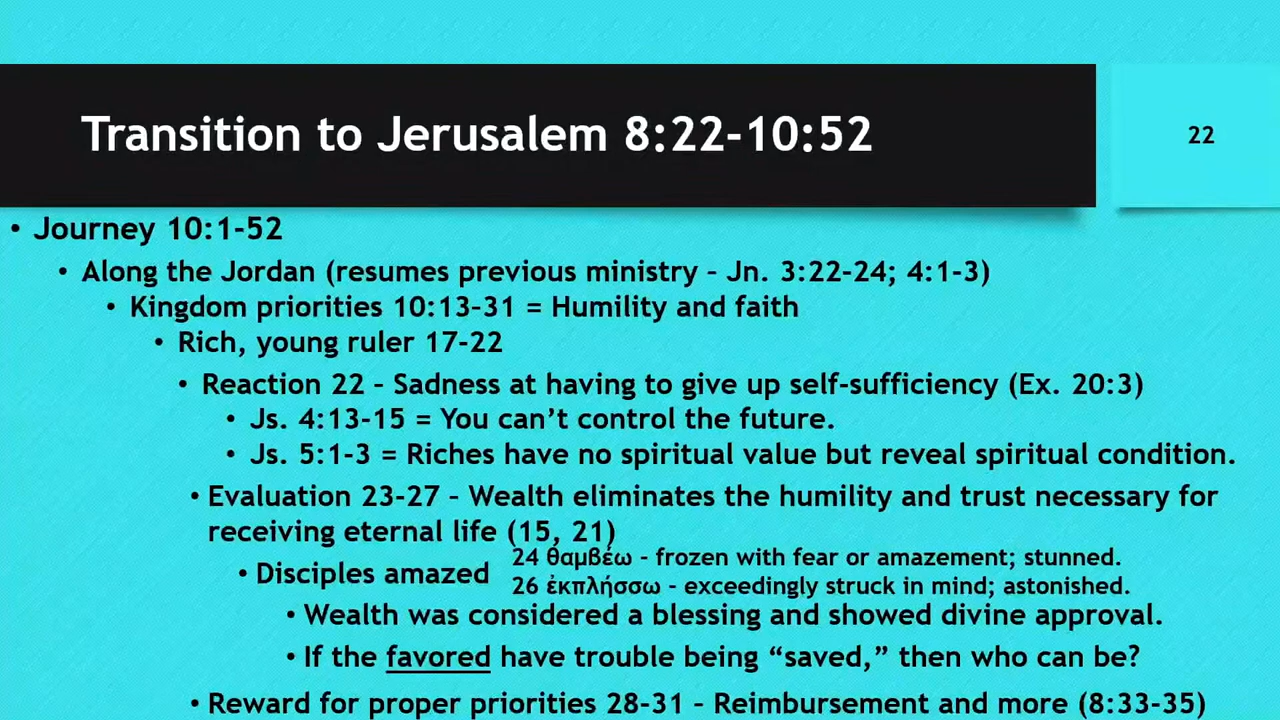 Transition to Jerusalem 8:22-10:52
22
• Journey 10:1-52
• Along the Jordan (resumes previous ministry – Jn. 3:22-24; 4:1-3)
• Kingdom priorities 10:13-31 = Humility and faith
• Rich, young ruler 17-22
• Reaction 22 – Sadness at having to give up self-sufficiency (Ex. 20:3)
• Js. 4:13-15 = You can’t control the future.
• Js. 5:1-3 = Riches have no spiritual value but reveal spiritual condition.
• Evaluation 23-27 – Wealth eliminates the humility and trust necessary for
receiving eternal life (15, 21)
• Disciples amazed
24 θαμβέω – frozen with fear or amazement; stunned.
26 ἐκπλήσσω – exceedingly struck in mind; astonished.
• Wealth was considered a blessing and showed divine approval.
• If the favored have trouble being “saved,” then who can be?
• Reward for proper priorities 28-31 – Reimbursement and more (8:33-35)